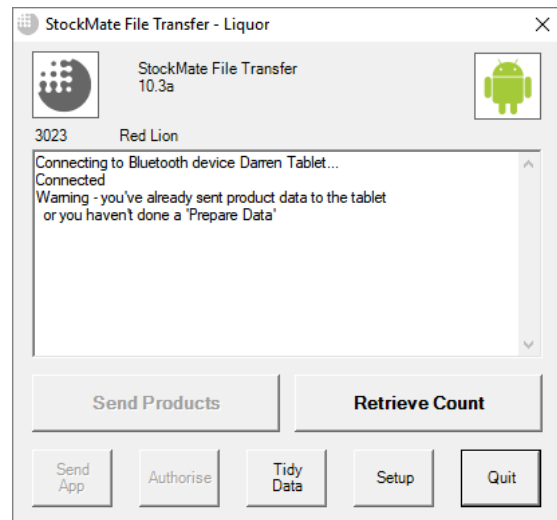 StockMate File Transfer - Liquor
StockMate File Transfer
10.3a
3023 Red Lion
Connecting to Bluetooth device Darren Tablet...
Connected
Warning - you've already sent product data to the tablet
or you haven't done a 'Prepare Data'
Send Products
Retrieve Count
Send
App
Authorise
Tidy
Data
Setup
Quit